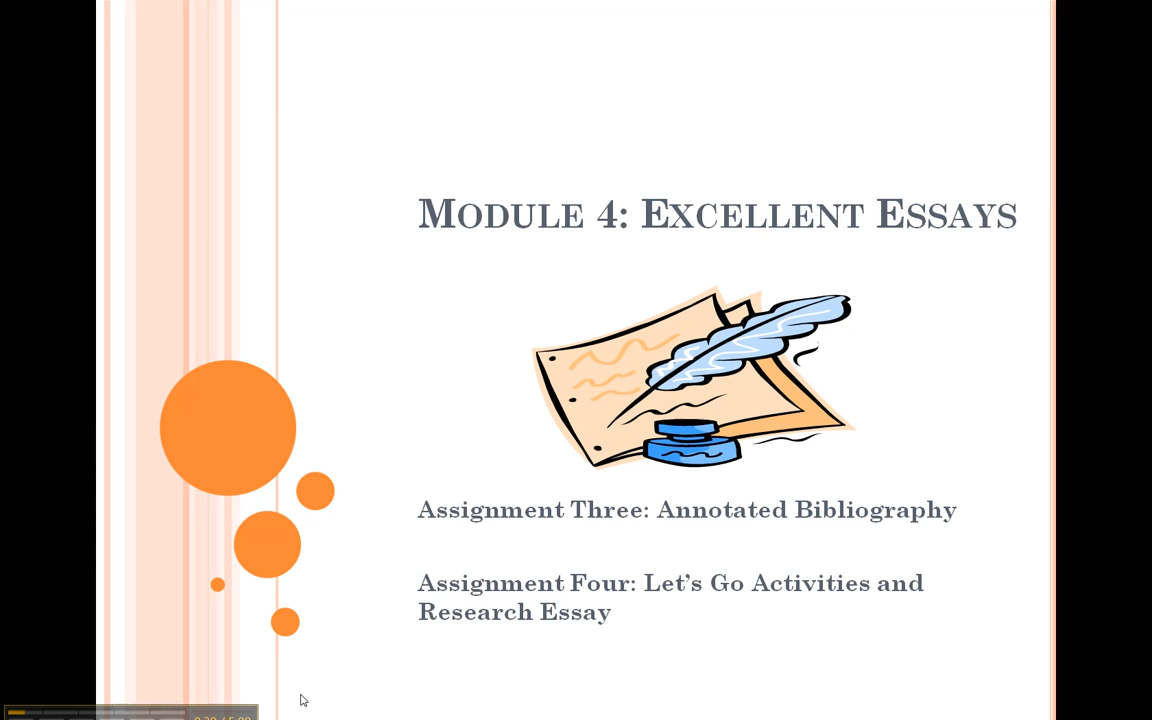 Module 4: Excellent Essays
Assignment Three: Annotated Bibliography
Assignment Four: Let's Go Activities and
Research Essay